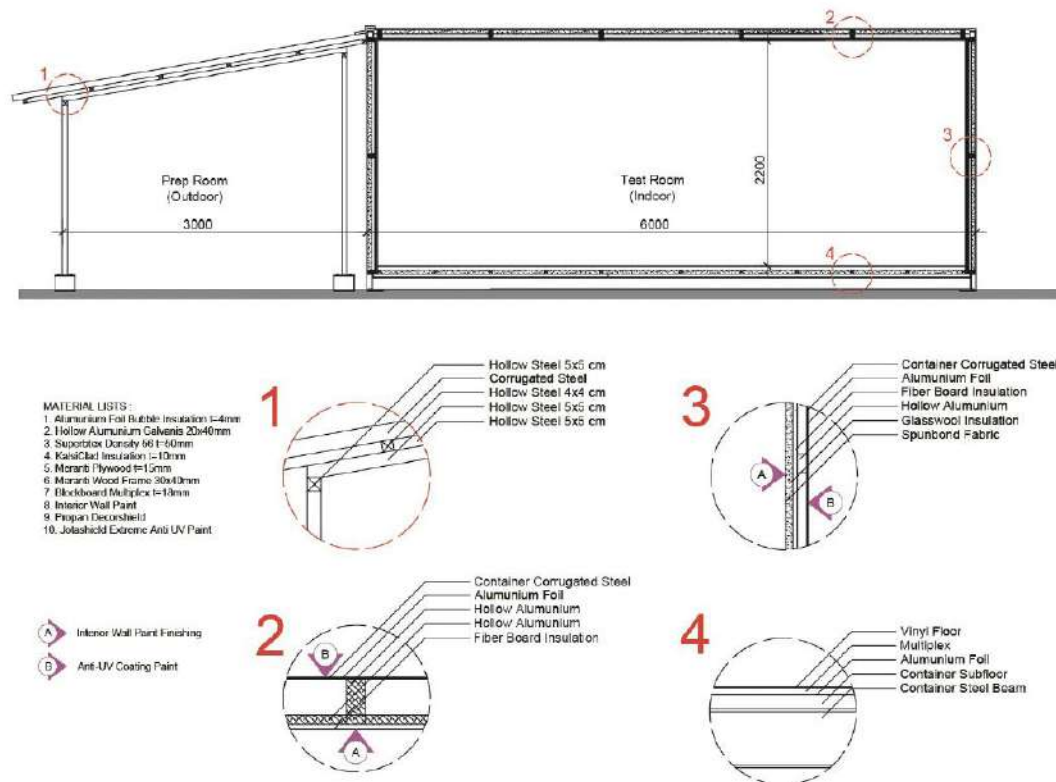 1
2
3
4
Prep Room
(Outdoor)
3000
Test Room
(Indoor)
6000
2200
MATERIAL LISTS :
1. Alumunium Foil Bubble Insulation t=4mm
2. Hollow Alumunium Galvanis 20x40mm
3. Superbtex Density 56 t=50mm
4. KalsiClad Insulation t=10mm
5. Meranti Plywood t=15mm
6. Meranti Wood Frame 30x40mm
7. Blockboard Multiplex t=18mm
8. Interior Wall Paint
9. Propan Decorshield
10. Jotashield Extreme Anti UV Paint
A Interior Wall Paint Finishing
B Anti-UV Coating Paint
1
Hollow Steel 5x5 cm
Corrugated Steel
Hollow Steel 4x4 cm
Hollow Steel 5x5 cm
Hollow Steel 5x5 cm
2
Container Corrugated Steel
Alumunium Foil
Hollow Alumunium
Hollow Alumunium
Fiber Board Insulation
B
A
3
Container Corrugated Steel
Alumunium Foil
Fiber Board Insulation
Hollow Alumunium
Glasswool Insulation
Spunbond Fabric
A
B
4
Vinyl Floor
Multiplex
Alumunium Foil
Container Subfloor
Container Steel Beam